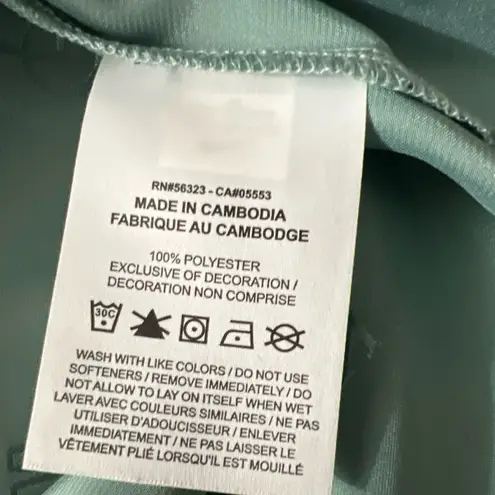 RN#56323 - CA#05553
MADE IN CAMBODIA
FABRIQUE AU CAMBODGE
100% POLYESTER
EXCLUSIVE OF DECORATION /
DECORATION NON COMPRISE
30C
WASH WITH LIKE COLORS / DO NOT USE
SOFTENERS / REMOVE IMMEDIATELY / DO
NOT ALLOW TO LAY ON ITSELF WHEN WET
LAVER AVEC COULEURS SIMILAIRES / NE PAS
UTILISER D'ADOUCISSEUR / ENLEVER
IMMEDIATEMENT / NE PAS LAISSER LE
VÊTEMENT PLIÉ LORSQU'IL EST MOUILLÉ